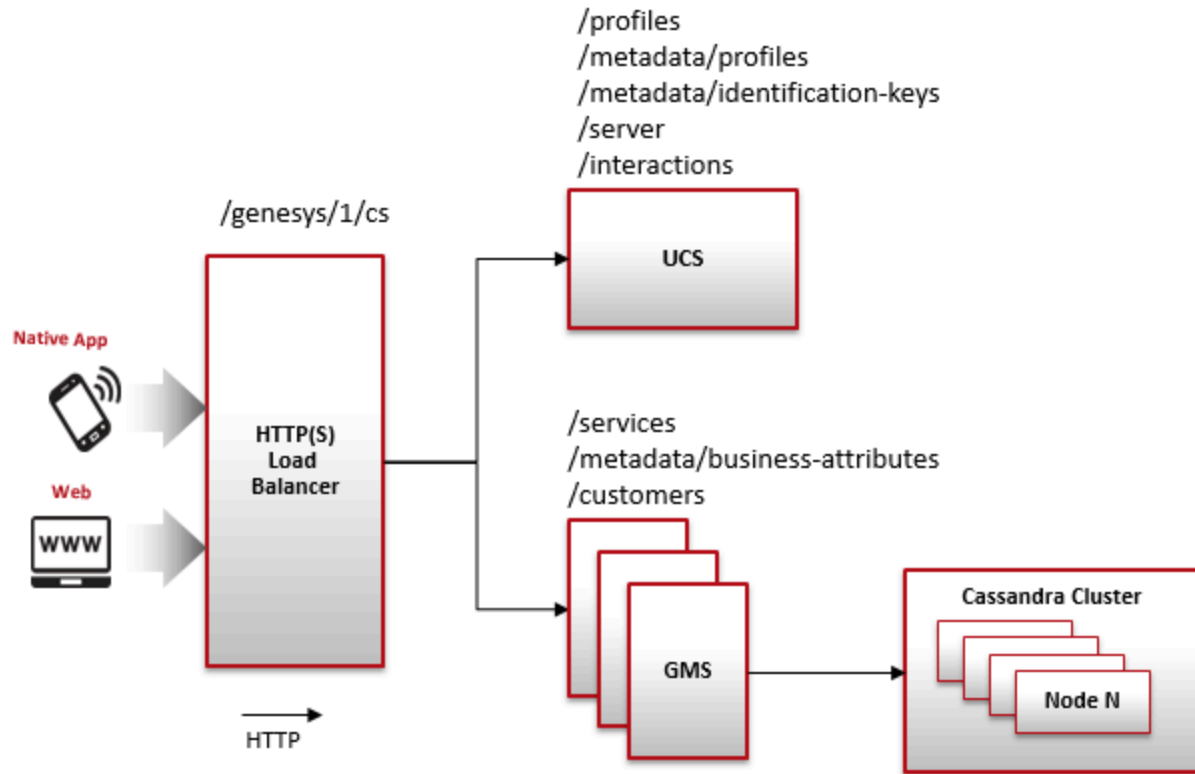 /profiles
/metadata/profiles
/metadata/identification-keys
/server
/interactions
/genesys/1/cs
UCS
Native App
HTTP(S)
Load
Balancer
Web
WWW
/services
/metadata/business-attributes
/customers
GMS
Cassandra Cluster
Node N
HTTP